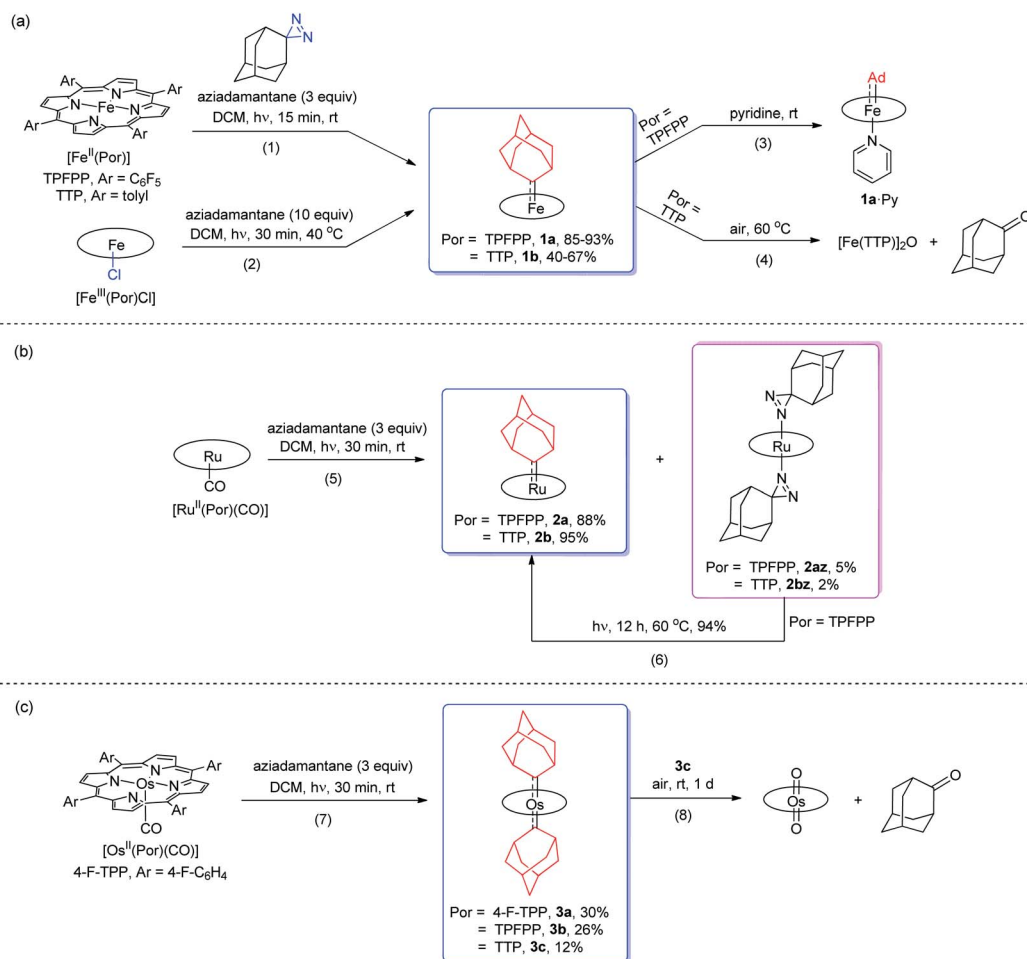 (a)
N
N
Ar
Ar
N
N
Fe
N
N
Ar
Ar
[Fe^II(Por)]
TPFPP, Ar = C6F5
TTP, Ar = tolyl
aziadamantane (3 equiv)
DCM, hν, 15 min, rt
(1)
Fe
Cl
[Fe^III(Por)Cl]
aziadamantane (10 equiv)
DCM, hν, 30 min, 40 °C
(2)
Fe
Por = TPFPP, 1a, 85-93%
= TTP, 1b, 40-67%
Por =
TPFPP
pyridine, rt
(3)
Ad
Fe
N
1a·Py
Por =
TTP
air, 60 °C
(4)
[Fe(TTP)]2O
+
O
(b)
Ru
CO
[Ru^II(Por)(CO)]
aziadamantane (3 equiv)
DCM, hν, 30 min, rt
(5)
Ru
Por = TPFPP, 2a, 88%
= TTP, 2b, 95%
+
N
N
Ru
N
N
Por = TPFPP, 2az, 5%
= TTP, 2bz, 2%
hν, 12 h, 60 °C, 94%
Por = TPFPP
(6)
(c)
Ar
Ar
N
N
Os
N
N
Ar
Ar
CO
[Os^II(Por)(CO)]
4-F-TPP, Ar = 4-F-C6H4
aziadamantane (3 equiv)
DCM, hν, 30 min, rt
(7)
Os
Por = 4-F-TPP, 3a, 30%
= TPFPP, 3b, 26%
= TTP, 3c, 12%
3c
air, rt, 1 d
(8)
O
Os
O
+
O